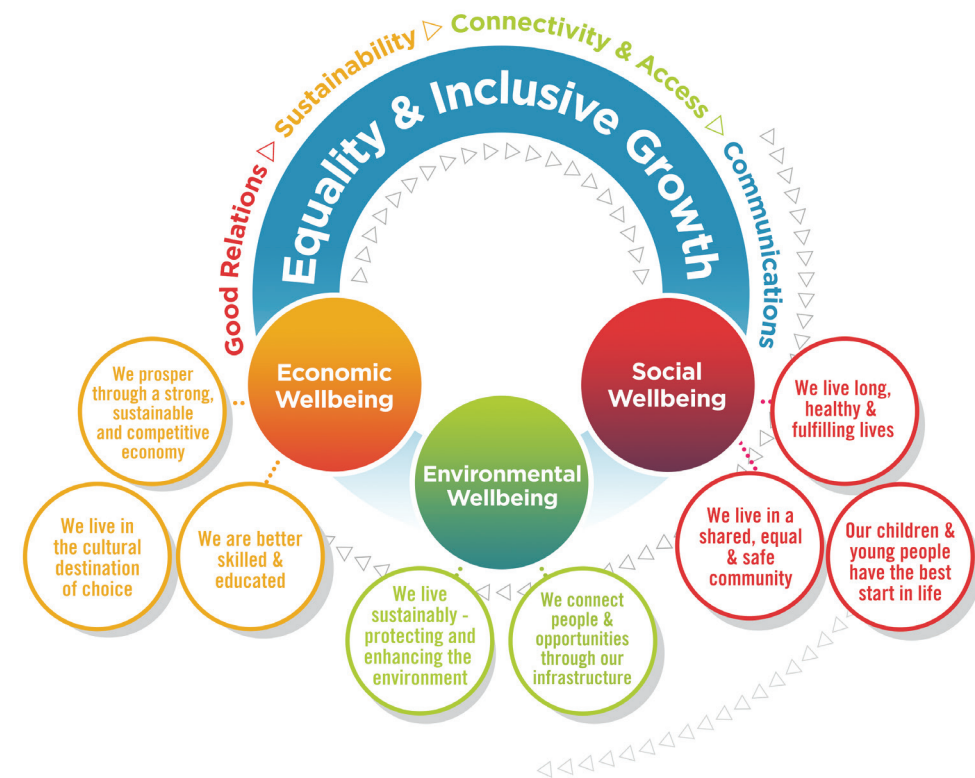 Good Relations
Sustainability
Connectivity & Access
Communications
Equality & Inclusive Growth
Economic
Wellbeing
Environmental
Wellbeing
Social
Wellbeing
We prosper
through a strong,
sustainable
and competitive
economy
We live in
the cultural
destination
of choice
We are better
skilled &
educated
We live
sustainably -
protecting and
enhancing the
environment
We connect
people &
opportunities
through our
infrastructure
We live long,
healthy &
fulfilling lives
We live in a
shared, equal
& safe
community
Our children &
young people
have the best
start in life